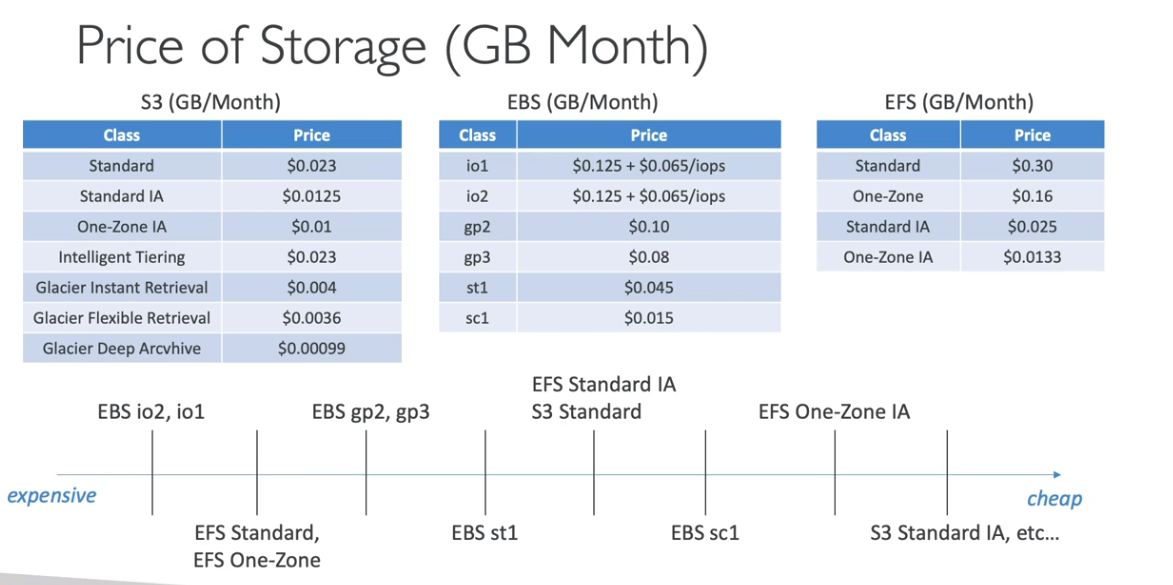 Price of Storage (GB Month)
S3 (GB/Month)
Class Price
Standard $0.023
Standard IA $0.0125
One-Zone IA $0.01
Intelligent Tiering $0.023
Glacier Instant Retrieval $0.004
Glacier Flexible Retrieval $0.0036
Glacier Deep Arcvhive $0.00099
EBS (GB/Month)
Class Price
io1 $0.125 + $0.065/iops
io2 $0.125 + $0.065/iops
gp2 $0.10
gp3 $0.08
st1 $0.045
sc1 $0.015
EFS (GB/Month)
Class Price
Standard $0.30
One-Zone $0.16
Standard IA $0.025
One-Zone IA $0.0133
EBS io2, io1
EBS gp2, gp3
EFS Standard IA
S3 Standard
EFS One-Zone IA
expensive
cheap
EFS Standard,
EFS One-Zone
EBS st1
EBS sc1
S3 Standard IA, etc...